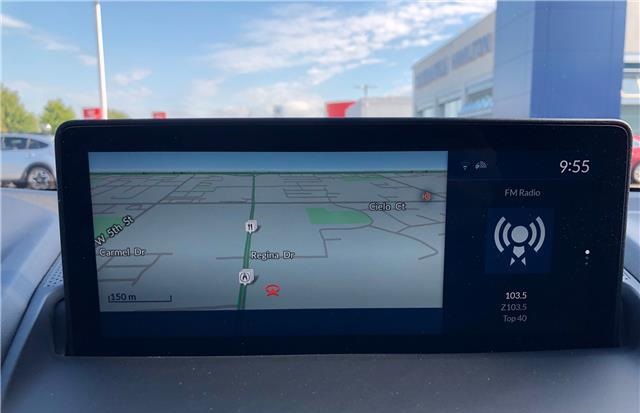 9:55
FM Radio
W 5th St
Cielo Ct
Carmel Dr
Regina Dr
150 m
103.5
Z103.5
Top 40